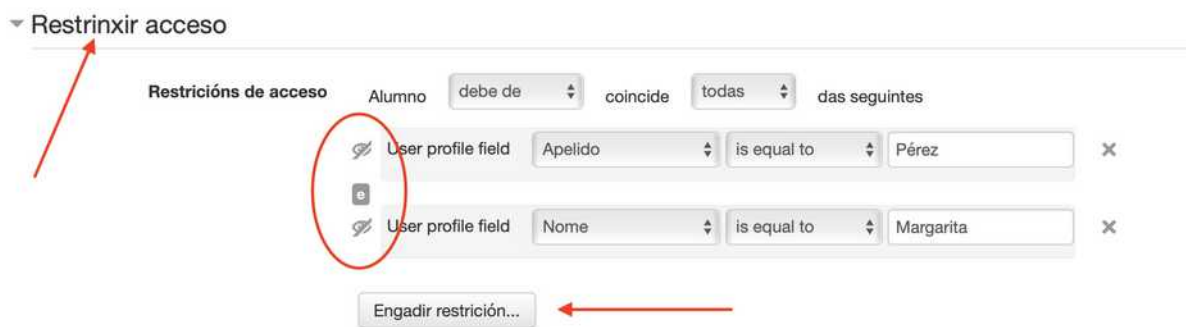 Restrinxir acceso
Restricións de acceso Alumno debe de coincide todas das seguintes
User profile field Apelido is equal to Pérez
e
User profile field Nome is equal to Margarita
Engadir restrición...